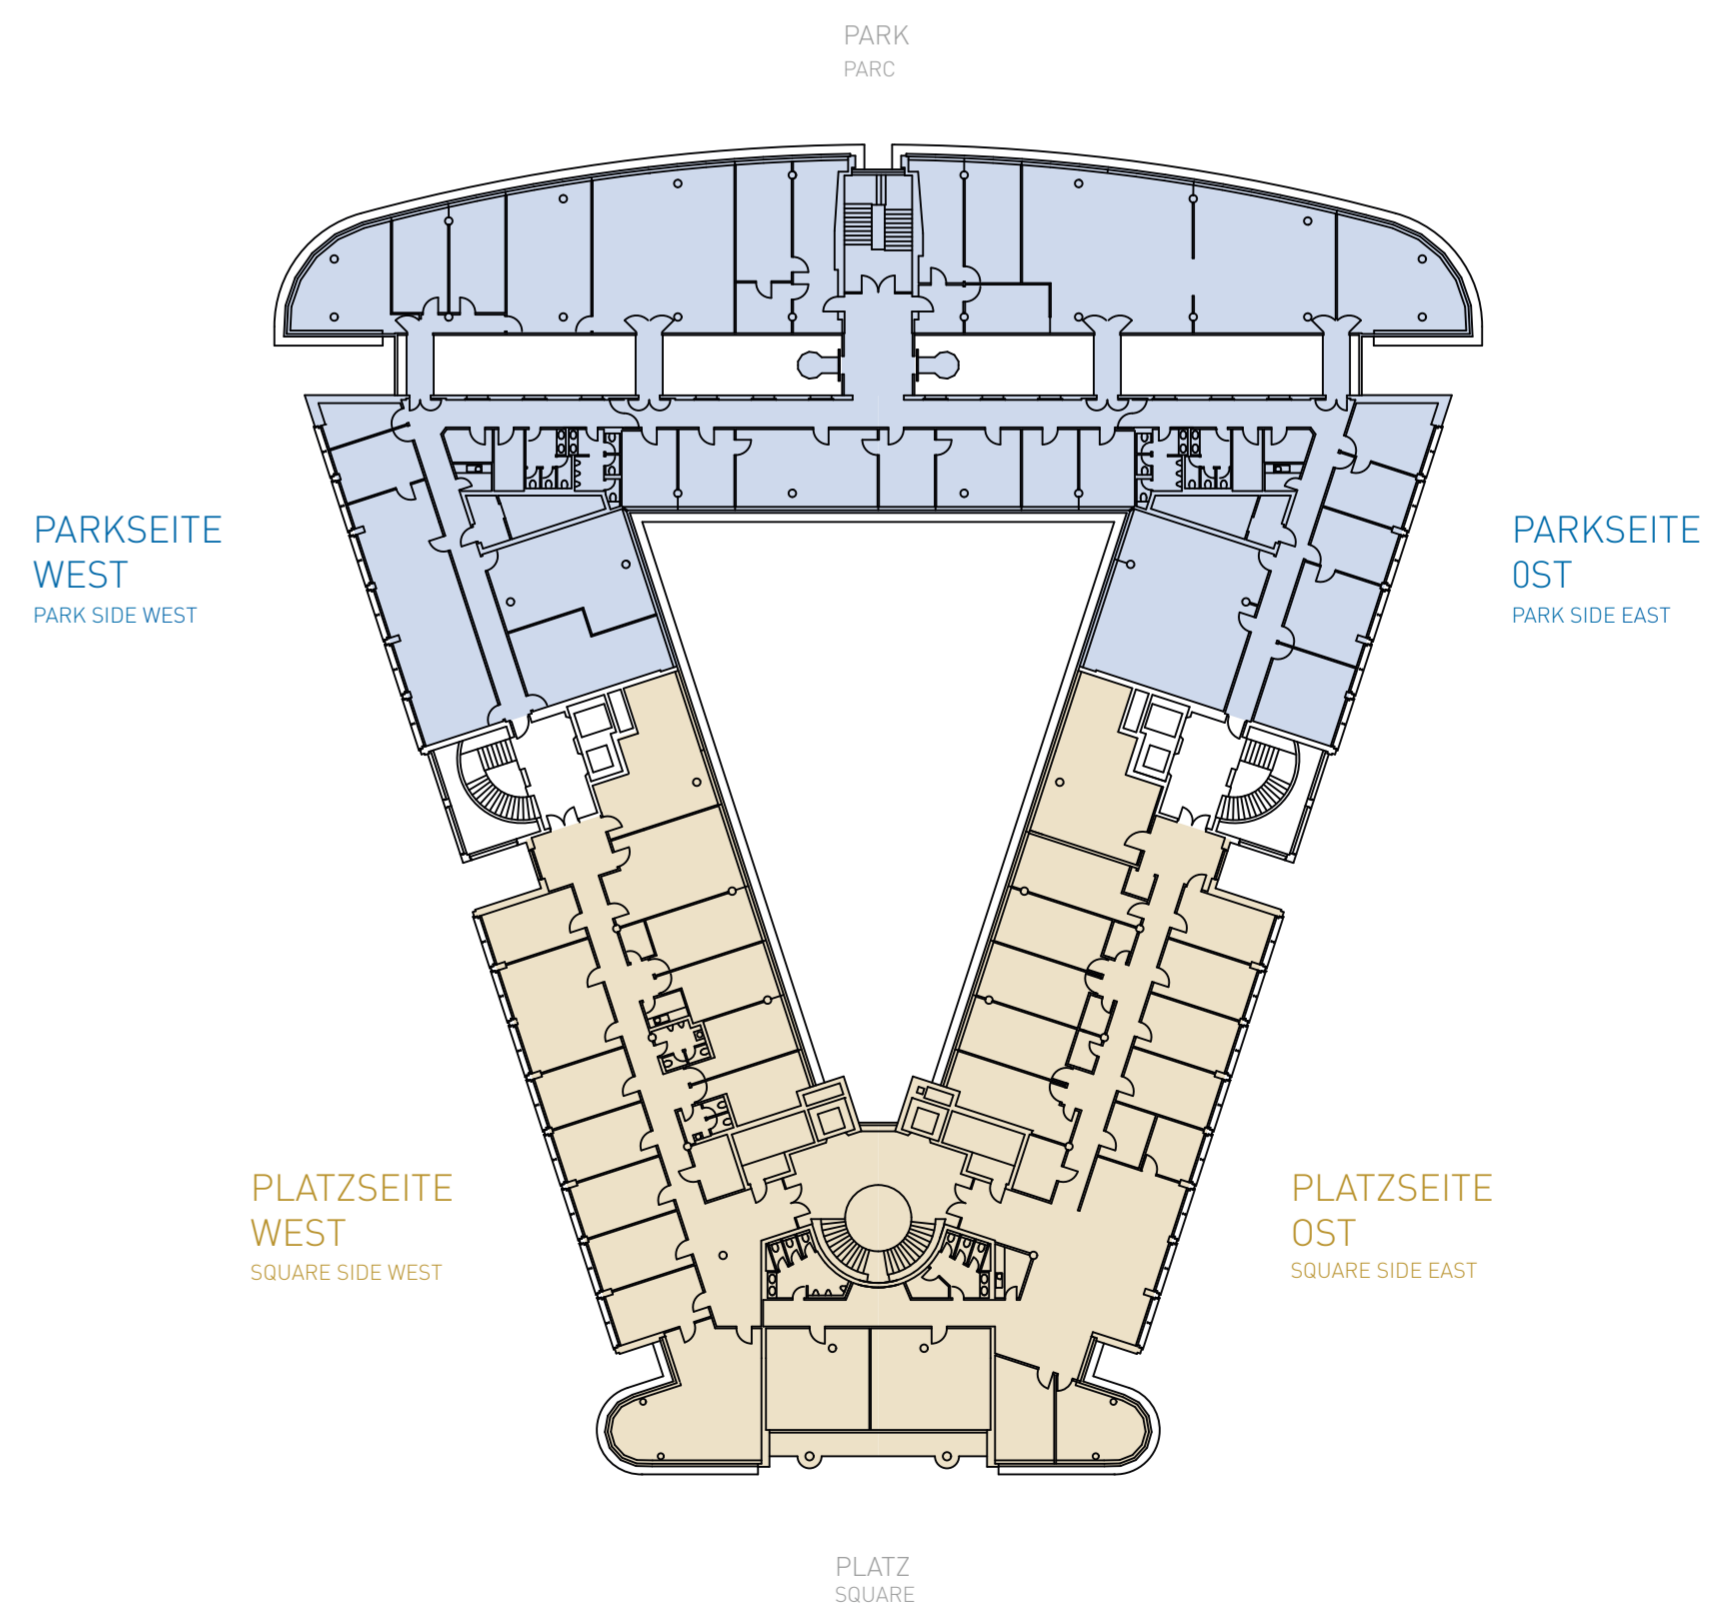 PARK
PARC
PARKSEITE
WEST
PARK SIDE WEST
PARKSEITE
0ST
PARK SIDE EAST
PLATZSEITE
WEST
SQUARE SIDE WEST
PLATZSEITE
OST
SQUARE SIDE EAST
PLATZ
SQUARE